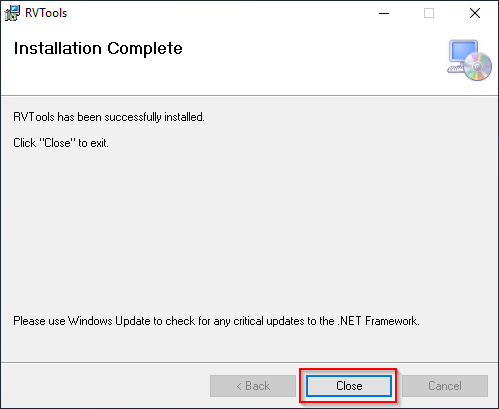 RVTools
Installation Complete
RVTools has been successfully installed.
Click "Close" to exit.
Please use Windows Update to check for any critical updates to the .NET Framework.
< Back
Close
Cancel